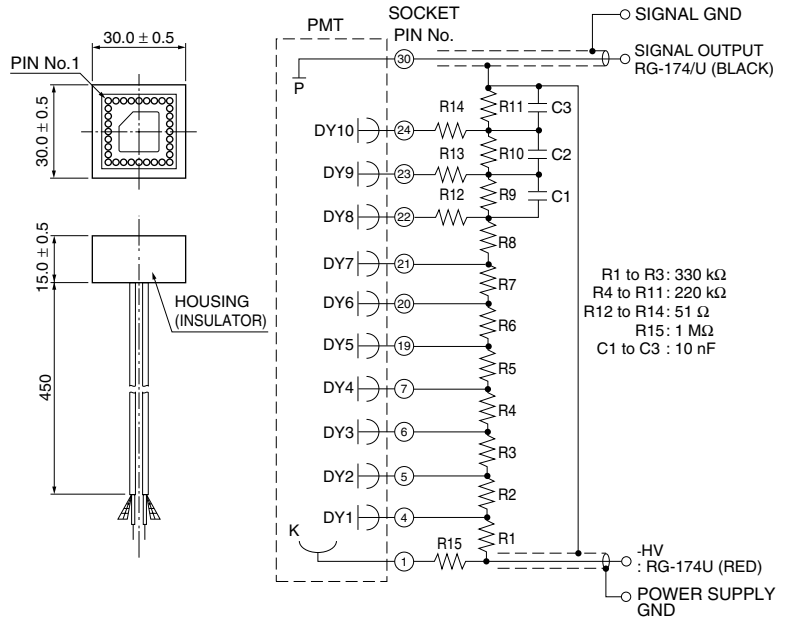 30.0 ± 0.5
PIN No.1
30.0 ± 0.5
15.0 ± 0.5
HOUSING
(INSULATOR)
450
PMT
SOCKET
PIN No.
SIGNAL GND
SIGNAL OUTPUT
RG-174/U (BLACK)
30
P
R14
R11
C3
DY10
24
R13
R10
C2
DY9
23
R12
R9
C1
DY8
22
R8
DY7
21
R7
DY6
20
R6
DY5
19
R5
DY4
7
R4
DY3
6
R3
DY2
5
R2
DY1
4
K
R15
R1
1
R1 to R3: 330 kΩ
R4 to R11: 220 kΩ
R12 to R14: 51 Ω
R15: 1 MΩ
C1 to C3 : 10 nF
-HV
: RG-174U (RED)
POWER SUPPLY
GND